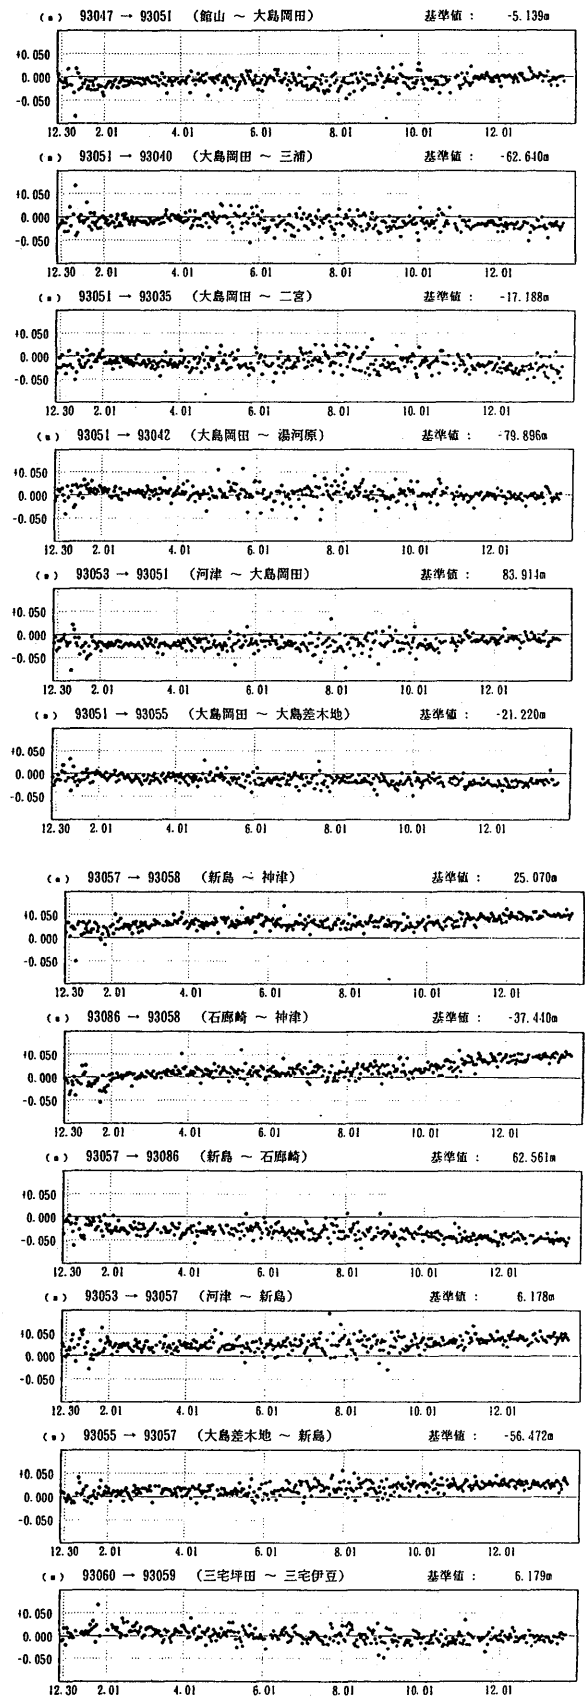 (m) 93047 → 93051 (館山 ~ 大島岡田) 基準値： -5.139m
+0.050
0.000
-0.050
12.30 2.01 4.01 6.01 8.01 10.01 12.01
(m) 93051 → 93040 (大島岡田 ~ 三浦) 基準値： -62.640m
+0.050
0.000
-0.050
12.30 2.01 4.01 6.01 8.01 10.01 12.01
(m) 93051 → 93035 (大島岡田 ~ 二宮) 基準値： -17.188m
+0.050
0.000
-0.050
12.30 2.01 4.01 6.01 8.01 10.01 12.01
(m) 93051 → 93042 (大島岡田 ~ 湯河原) 基準値： -79.896m
+0.050
0.000
-0.050
12.30 2.01 4.01 6.01 8.01 10.01 12.01
(m) 93053 → 93051 (河津 ~ 大島岡田) 基準値： 83.914m
+0.050
0.000
-0.050
12.30 2.01 4.01 6.01 8.01 10.01 12.01
(m) 93051 → 93055 (大島岡田 ~ 大島差木地) 基準値： -21.220m
+0.050
0.000
-0.050
12.30 2.01 4.01 6.01 8.01 10.01 12.01
(m) 93057 → 93058 (新島 ~ 神津) 基準値： 25.070m
+0.050
0.000
-0.050
12.30 2.01 4.01 6.01 8.01 10.01 12.01
(m) 93086 → 93058 (石廊崎 ~ 神津) 基準値： -37.440m
+0.050
0.000
-0.050
12.30 2.01 4.01 6.01 8.01 10.01 12.01
(m) 93057 → 93086 (新島 ~ 石廊崎) 基準値： 62.561m
+0.050
0.000
-0.050
12.30 2.01 4.01 6.01 8.01 10.01 12.01
(m) 93053 → 93057 (河津 ~ 新島) 基準値： 6.178m
+0.050
0.000
-0.050
12.30 2.01 4.01 6.01 8.01 10.01 12.01
(m) 93055 → 93057 (大島差木地 ~ 新島) 基準値： -56.472m
+0.050
0.000
-0.050
12.30 2.01 4.01 6.01 8.01 10.01 12.01
(m) 93060 → 93059 (三宅坪田 ~ 三宅伊豆) 基準値： 6.179m
+0.050
0.000
-0.050
12.30 2.01 4.01 6.01 8.01 10.01 12.01